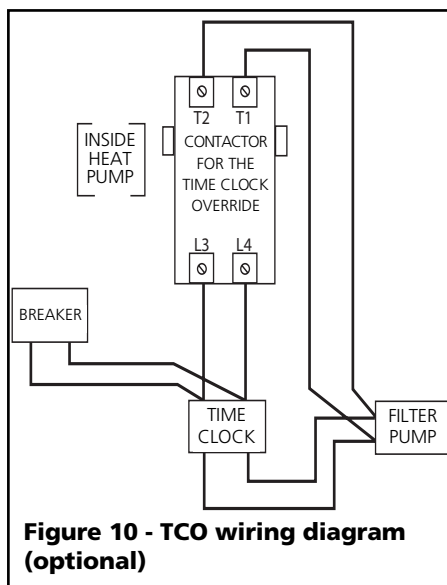 T2 T1
INSIDE
HEAT
PUMP
CONTACTOR
FOR THE
TIME CLOCK
OVERRIDE
L3 L4
BREAKER
TIME
CLOCK
FILTER
PUMP
Figure 10 - TCO wiring diagram
(optional)